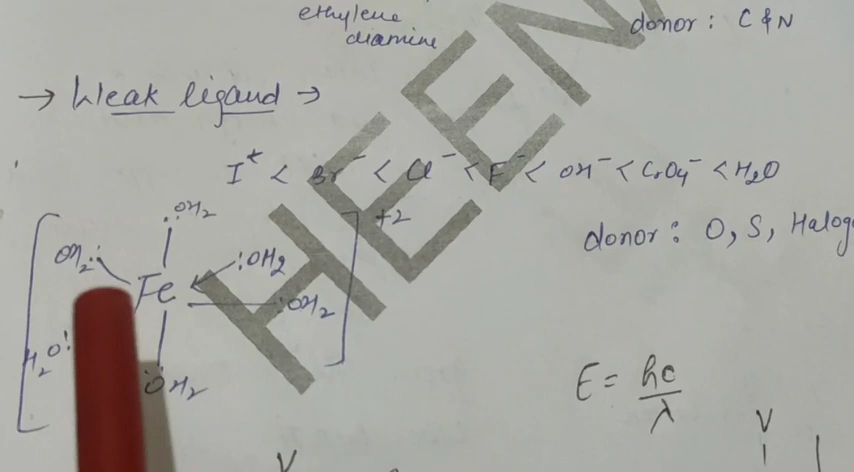 ethylene
diamine
donor : C & N
→ Weak ligand →
I* < Br⁻ < Cl⁻ < F⁻ < OH⁻ < C₂O₄⁻ < H₂O
donor : O, S, Halog
[ Fe ] +2
:OH₂
OH₂:
:OH₂
:OH₂
H₂O:
:OH₂
E = hc/λ
V
V
HEEN